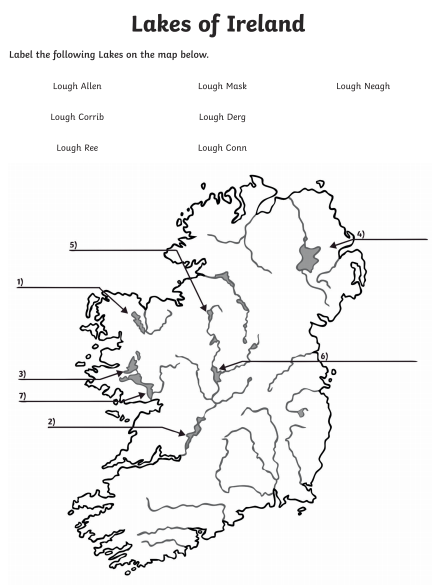 Lakes of Ireland
Label the following Lakes on the map below.
Lough Allen Lough Mask Lough Neagh
Lough Corrib Lough Derg
Lough Ree Lough Conn
4)
5)
1)
6)
3)
7)
2)